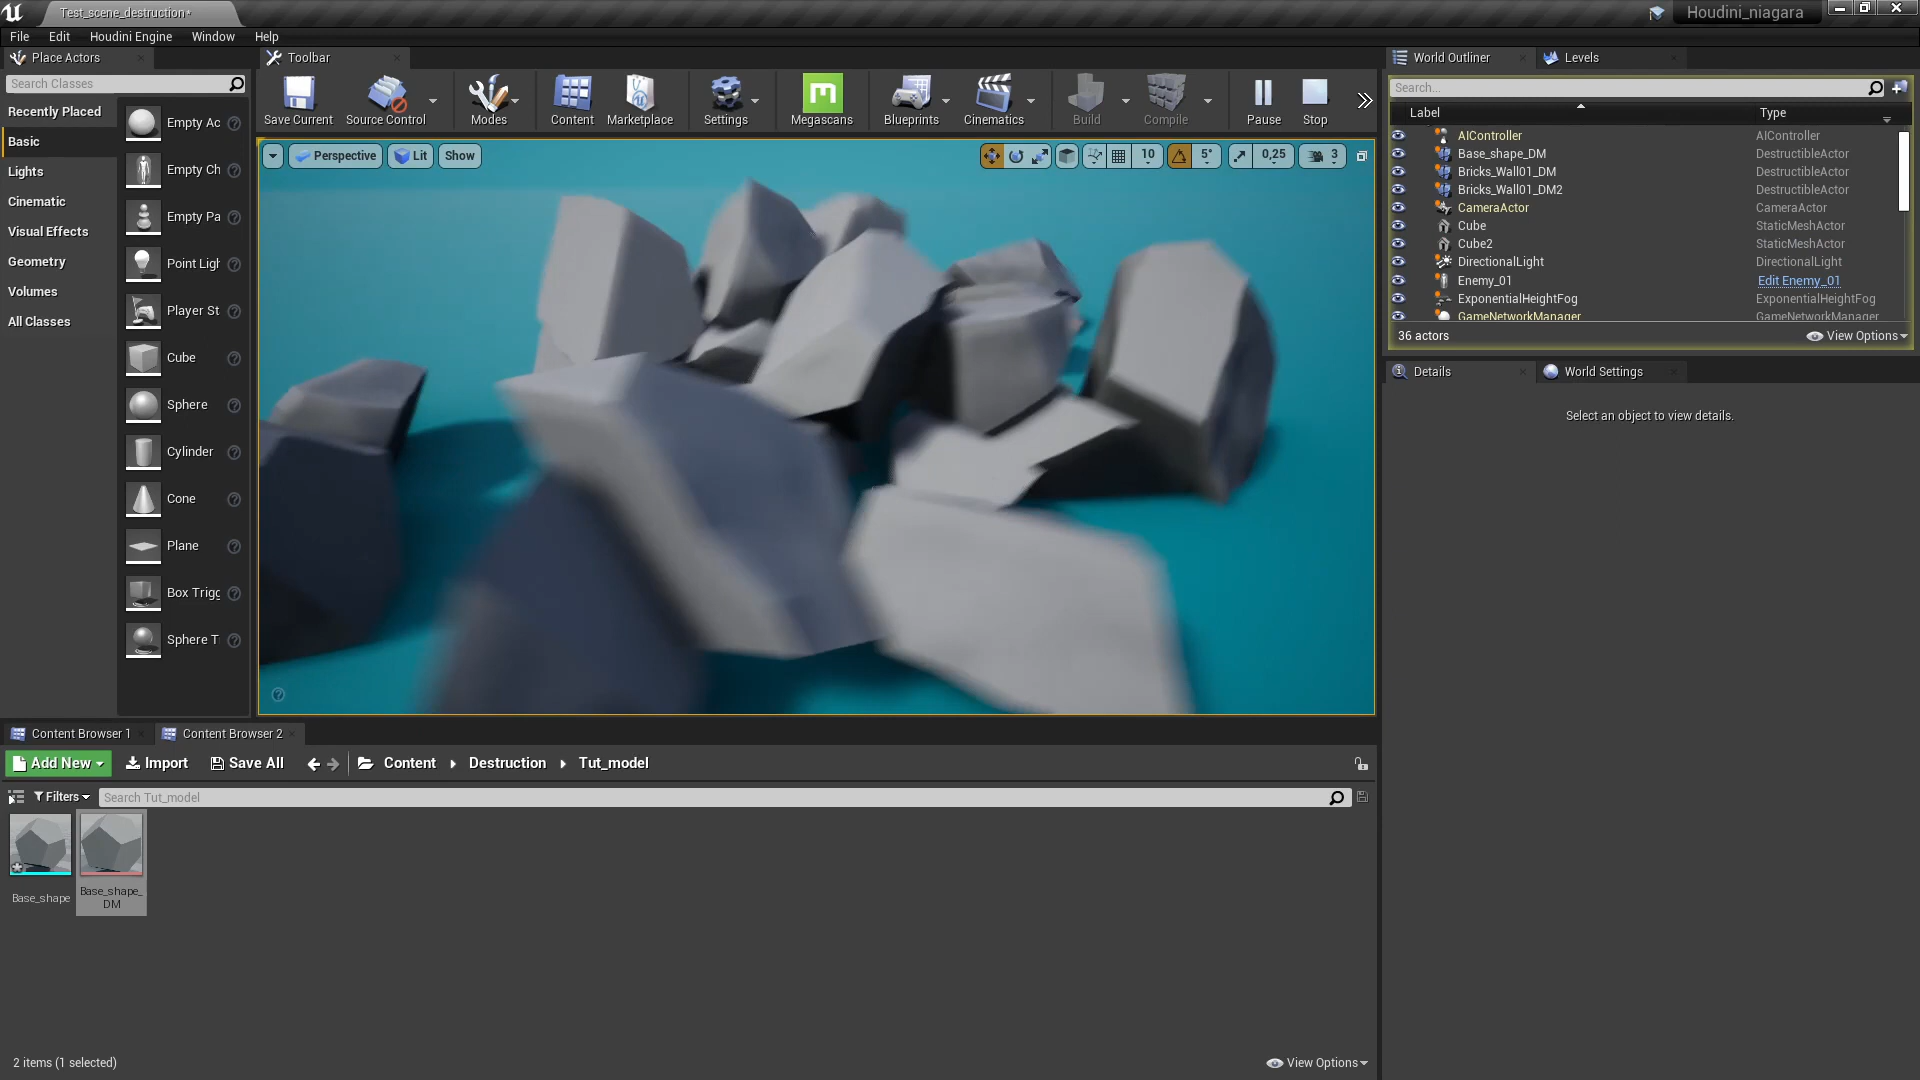 Test_scene_destruction*
Houdini_niagara
File Edit Houdini Engine Window Help
Place Actors
Toolbar
World Outliner
Levels
Search Classes
Recently Placed
Basic
Lights
Cinematic
Visual Effects
Geometry
Volumes
All Classes
Empty Ac
Empty Ch
Empty Pa
Point Ligh
Player St
Cube
Sphere
Cylinder
Cone
Plane
Box Trigg
Sphere T
Save Current
Source Control
Modes
Content
Marketplace
Settings
Megascans
Blueprints
Cinematics
Build
Compile
Pause
Stop
Perspective
Lit
Show
10
5°
0,25
3
Search...
Label Type
AIController AIController
Base_shape_DM DestructibleActor
Bricks_Wall01_DM DestructibleActor
Bricks_Wall01_DM2 DestructibleActor
CameraActor CameraActor
Cube StaticMeshActor
Cube2 StaticMeshActor
DirectionalLight DirectionalLight
Enemy_01 Edit Enemy_01
ExponentialHeightFog ExponentialHeightFog
GameNetworkManager GameNetworkManager
36 actors
View Options
Details
World Settings
Select an object to view details.
Content Browser 1
Content Browser 2
Add New Import Save All Content Destruction Tut_model
Filters Search Tut_model
Base_shape
Base_shape_
DM
2 items (1 selected)
View Options